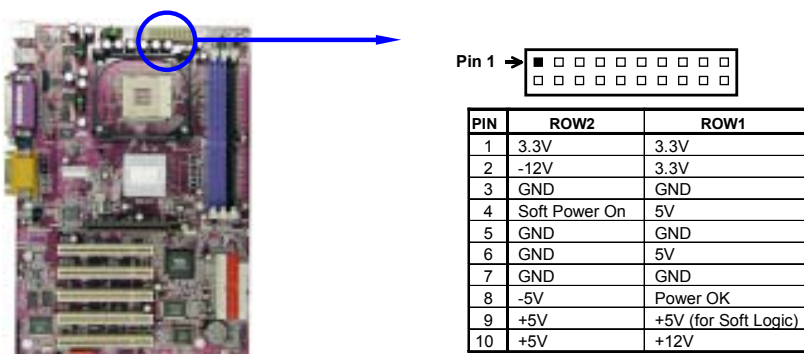 Pin 1
PIN ROW2 ROW1
1 3.3V 3.3V
2 -12V 3.3V
3 GND GND
4 Soft Power On 5V
5 GND GND
6 GND 5V
7 GND GND
8 -5V Power OK
9 +5V +5V (for Soft Logic)
10 +5V +12V